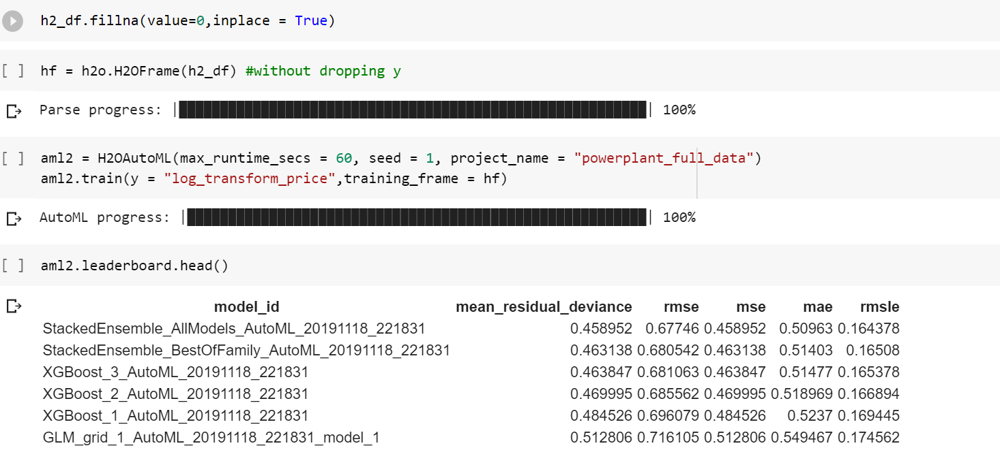 h2_df.fillna(value=0,inplace = True)
[ ] hf = h2o.H2OFrame(h2_df) #without dropping y
Parse progress: |█████████████████████████████████████████████████████████| 100%
[ ] aml2 = H2OAutoML(max_runtime_secs = 60, seed = 1, project_name = "powerplant_full_data")
aml2.train(y = "log_transform_price",training_frame = hf)
AutoML progress: |████████████████████████████████████████████████████████| 100%
[ ] aml2.leaderboard.head()
model_id mean_residual_deviance rmse mse mae rmsle
StackedEnsemble_AllModels_AutoML_20191118_221831 0.458952 0.67746 0.458952 0.50963 0.164378
StackedEnsemble_BestOfFamily_AutoML_20191118_221831 0.463138 0.680542 0.463138 0.51403 0.16508
XGBoost_3_AutoML_20191118_221831 0.463847 0.681063 0.463847 0.51477 0.165378
XGBoost_2_AutoML_20191118_221831 0.469995 0.685562 0.469995 0.518969 0.166894
XGBoost_1_AutoML_20191118_221831 0.484526 0.696079 0.484526 0.5237 0.169445
GLM_grid_1_AutoML_20191118_221831_model_1 0.512806 0.716105 0.512806 0.549467 0.174562